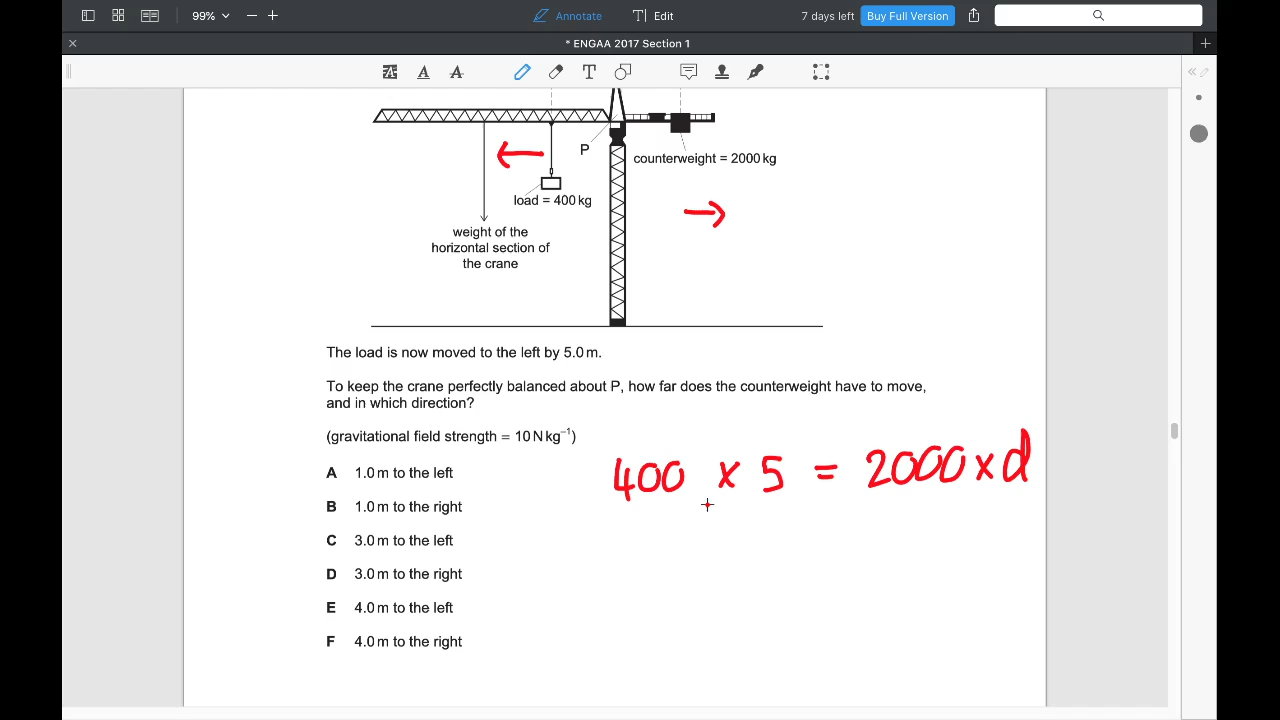 99%
Annotate
Edit
7 days left
Buy Full Version
* ENGAA 2017 Section 1
P
counterweight = 2000 kg
load = 400 kg
weight of the
horizontal section of
the crane
The load is now moved to the left by 5.0 m.
To keep the crane perfectly balanced about P, how far does the counterweight have to move,
and in which direction?
(gravitational field strength = 10 N kg⁻¹)
400 x 5 = 2000 x d
A 1.0 m to the left
B 1.0 m to the right
C 3.0 m to the left
D 3.0 m to the right
E 4.0 m to the left
F 4.0 m to the right